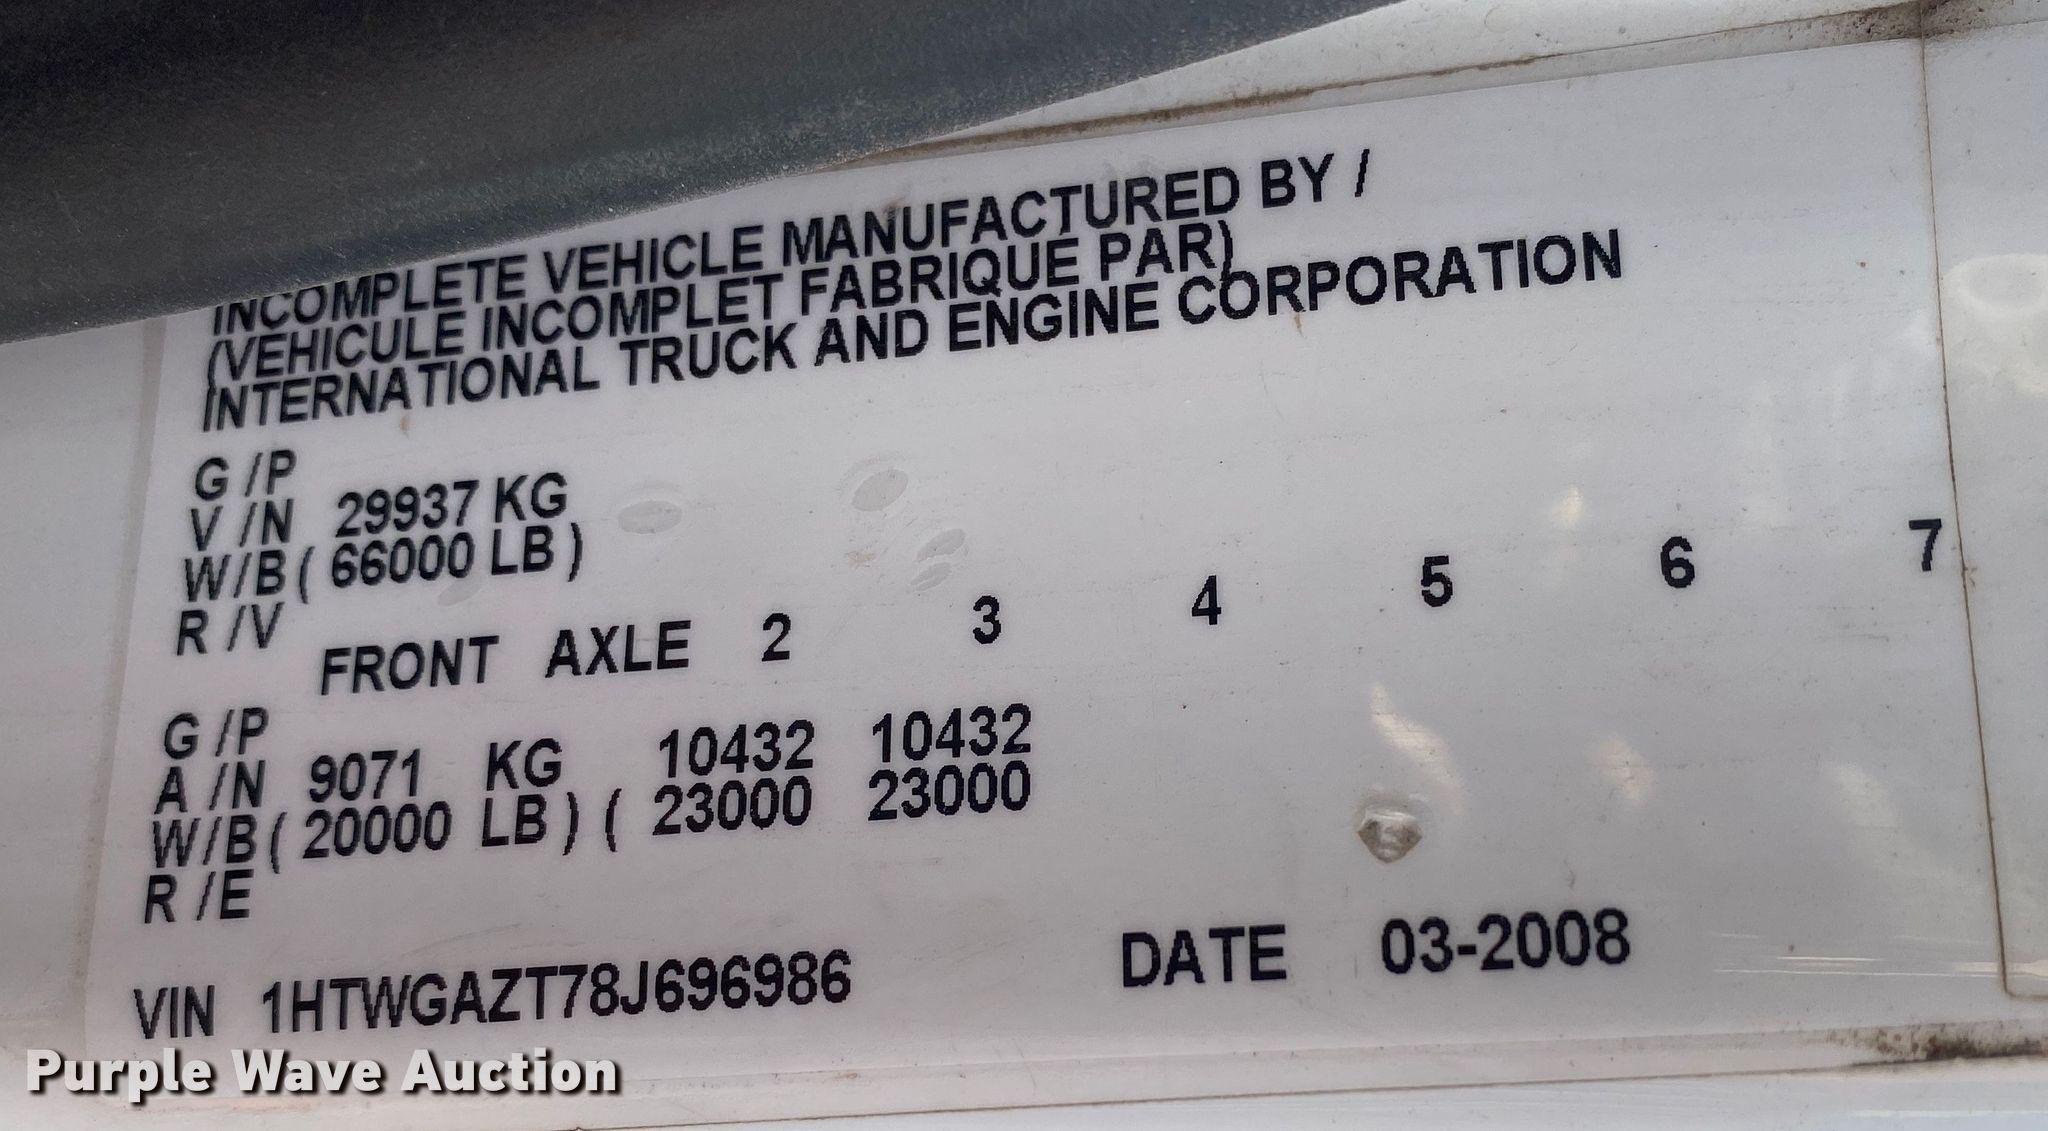 INCOMPLETE VEHICLE MANUFACTURED BY /
(VEHICULE INCOMPLET FABRIQUE PAR)
INTERNATIONAL TRUCK AND ENGINE CORPORATION
G /P
V /N 29937 KG
W/B ( 66000 LB )
R /V
FRONT AXLE 2 3 4 5 6 7
G /P
A /N 9071 KG 10432 10432
W/B ( 20000 LB ) ( 23000 23000
R /E
VIN 1HTWGAZT78J696986 DATE 03-2008
Purple Wave Auction